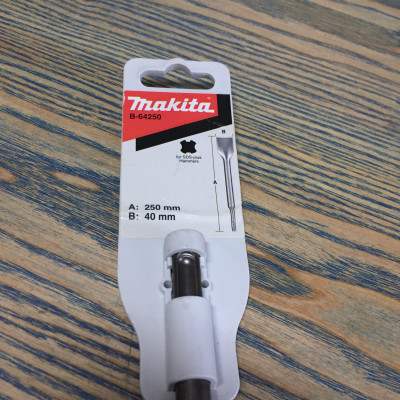 makita
B-64250
B
for SDS-plus
Hammers
A
A: 250 mm
B: 40 mm